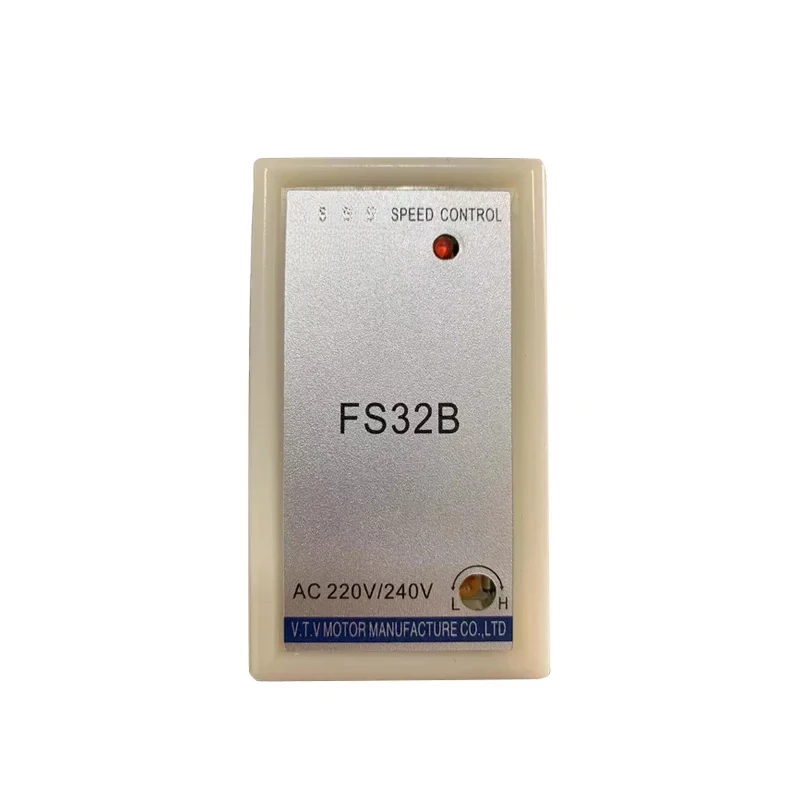 SPEED CONTROL
FS32B
AC 220V/240V
L H
V.T.V MOTOR MANUFACTURE CO.,LTD